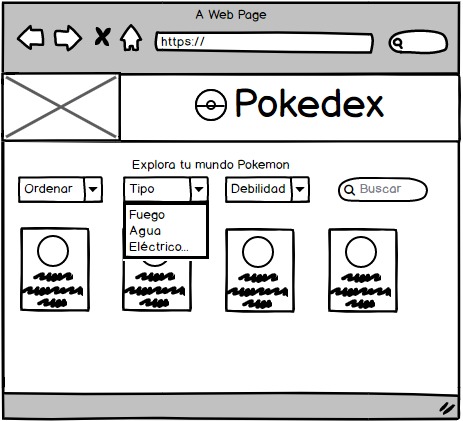 A Web Page
https://
Pokedex
Explora tu mundo Pokemon
Ordenar
Tipo
Debilidad
Buscar
Fuego
Agua
Eléctrico...